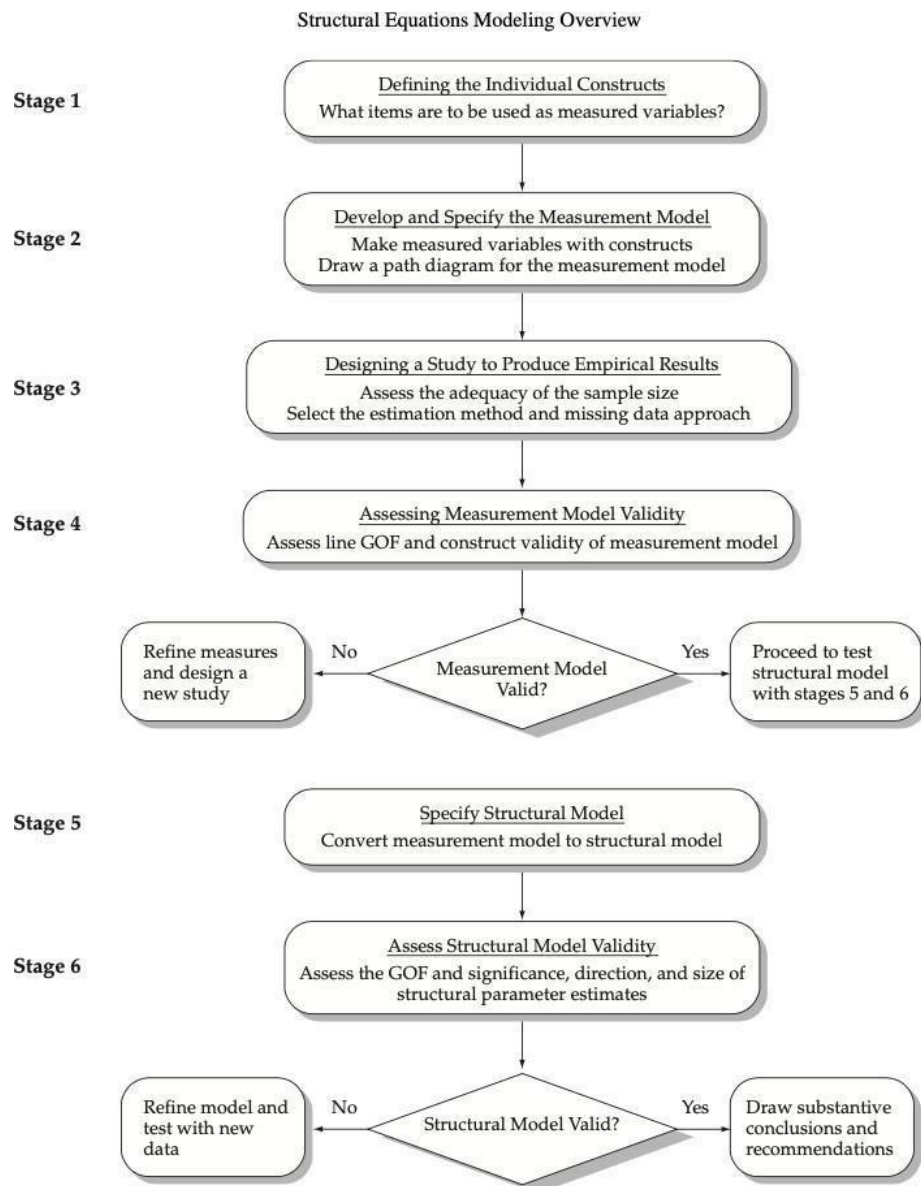 Structural Equations Modeling Overview
Stage 1
Defining the Individual Constructs
What items are to be used as measured variables?
Stage 2
Develop and Specify the Measurement Model
Make measured variables with constructs
Draw a path diagram for the measurement model
Stage 3
Designing a Study to Produce Empirical Results
Assess the adequacy of the sample size
Select the estimation method and missing data approach
Stage 4
Assessing Measurement Model Validity
Assess line GOF and construct validity of measurement model
Refine measures
and design a
new study
No
Measurement Model
Valid?
Yes
Proceed to test
structural model
with stages 5 and 6
Stage 5
Specify Structural Model
Convert measurement model to structural model
Stage 6
Assess Structural Model Validity
Assess the GOF and significance, direction, and size of
structural parameter estimates
Refine model and
test with new
data
No
Structural Model Valid?
Yes
Draw substantive
conclusions and
recommendations